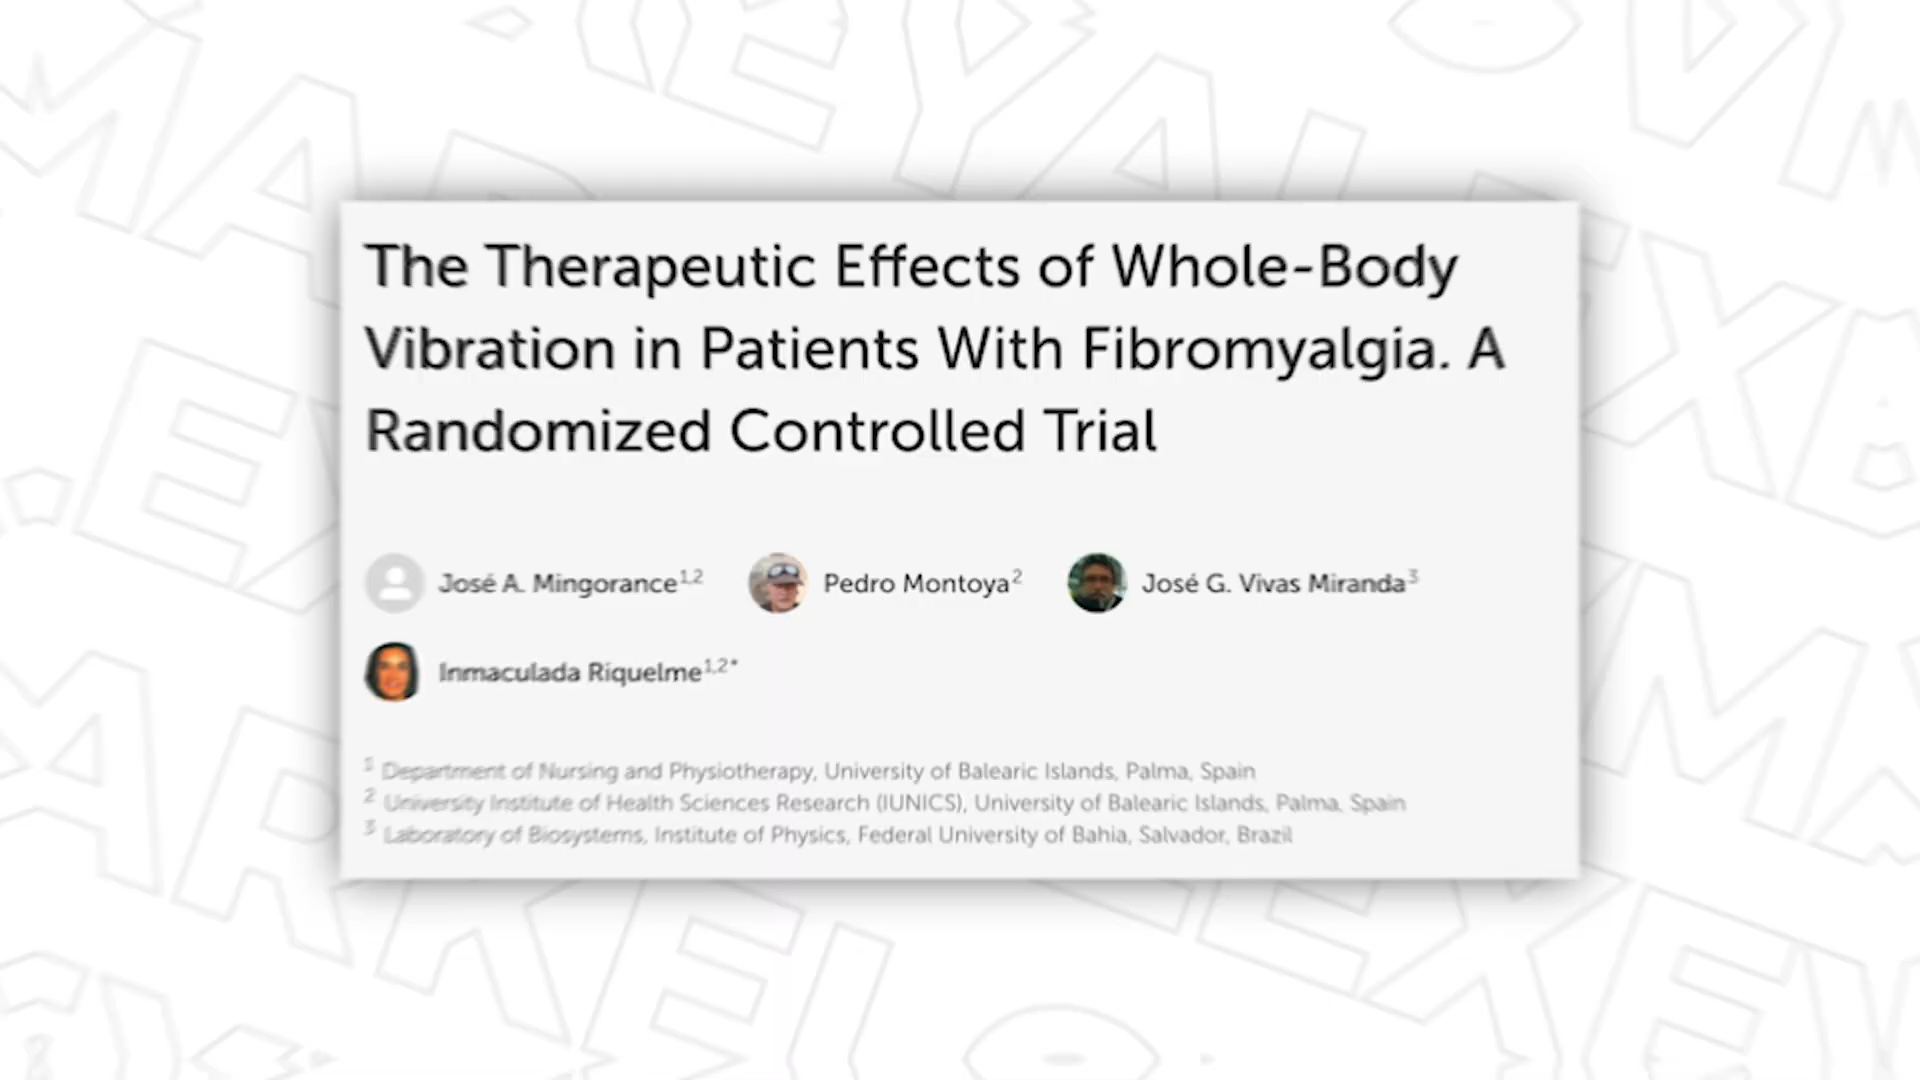 The Therapeutic Effects of Whole-Body
Vibration in Patients With Fibromyalgia. A
Randomized Controlled Trial
José A. Mingorance1,2 Pedro Montoya2 José G. Vivas Miranda3
Inmaculada Riquelme1,2*
1 Department of Nursing and Physiotherapy, University of Balearic Islands, Palma, Spain
2 University Institute of Health Sciences Research (IUNICS), University of Balearic Islands, Palma, Spain
3 Laboratory of Biosystems, Institute of Physics, Federal University of Bahia, Salvador, Brazil